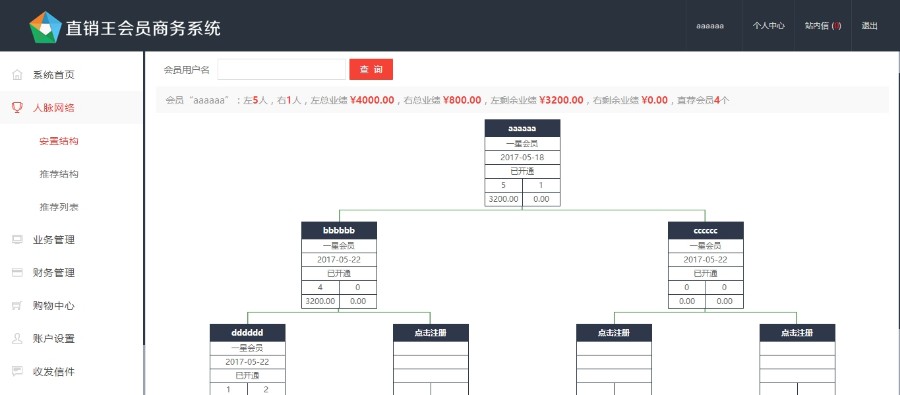 直销王会员商务系统
aaaaaa 个人中心 站内信 (0) 退出
系统首页
人脉网络
安置结构
推荐结构
推荐列表
业务管理
财务管理
购物中心
账户设置
收发信件
会员用户名 查 询
会员“aaaaaa”：左5人，右1人，左总业绩 ¥4000.00，右总业绩 ¥800.00，左剩余业绩 ¥3200.00，右剩余业绩 ¥0.00，直荐会员4个
aaaaaa
一星会员
2017-05-18
已开通
5 1
3200.00 0.00
bbbbbb
一星会员
2017-05-22
已开通
4 0
3200.00 0.00
cccccc
一星会员
2017-05-22
已开通
0 0
0.00 0.00
dddddd
一星会员
2017-05-22
已开通
1 2
点击注册
点击注册
点击注册